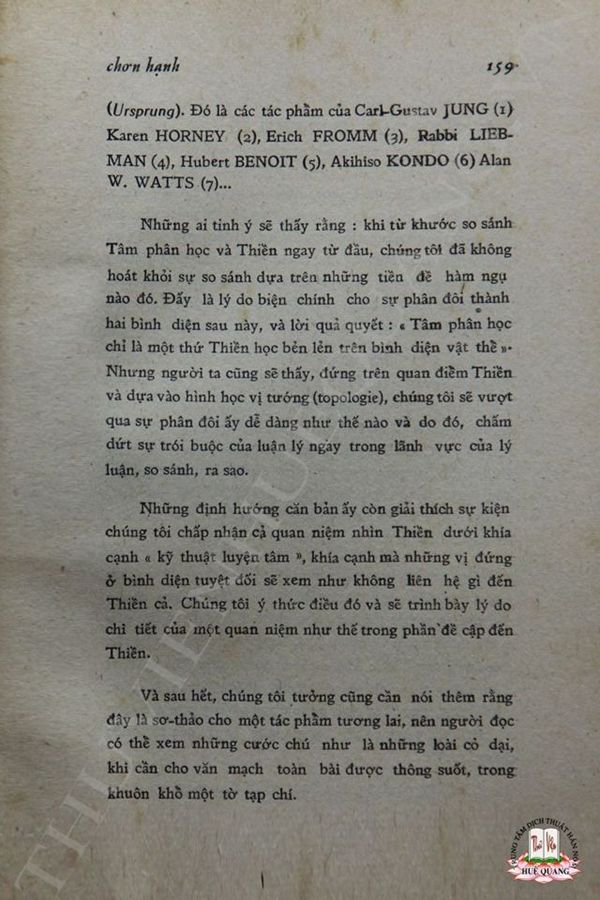 chơn hạnh 159
(Ursprung). Đó là các tác phẩm của Carl-Gustav JUNG (1)
Karen HORNEY (2), Erich FROMM (3), Rabbi LIEB-
MAN (4), Hubert BENOIT (5), Akihiso KONDO (6) Alan
W. WATTS (7)...
Những ai tinh ý sẽ thấy rằng : khi từ khước so sánh
Tâm phân học và Thiền ngay từ đầu, chúng tôi đã không
hoát khỏi sự so sánh dựa trên những tiền đề hàm ngụ
nào đó. Đấy là lý do biện chính cho sự phân đôi thành
hai bình diện sau này, và lời quả quyết : « Tâm phân học
chỉ là một thứ Thiền học bẻn lẻn trên bình diện vật thể ».
Nhưng người ta cũng sẽ thấy, đứng trên quan điểm Thiền
và dựa vào hình học vị tướng (topologie), chúng tôi sẽ vượt
qua sự phân đôi ấy dễ dàng như thế nào và do đó, chấm
dứt sự trói buộc của luận lý ngay trong lãnh vực của lý
luận, so sánh, ra sao.
Những định hướng căn bản ấy còn giải thích sự kiện
chúng tôi chấp nhận cả quan niệm nhìn Thiền dưới khía
cạnh « kỹ thuật luyện tâm », khía cạnh mà những vị đứng
ở bình diện tuyệt đối sẽ xem như không liên hệ gì đến
Thiền cả. Chúng tôi ý thức điều đó và sẽ trình bày lý do
chi tiết của một quan niệm như thế trong phần đề cập đến
Thiền.
Và sau hết, chúng tôi tưởng cũng cần nói thêm rằng
đây là sơ-thảo cho một tác phẩm tương lai, nên người đọc
có thể xem những cước chú như là những loài cỏ dại,
khi cần cho văn mạch toàn bài được thông suốt, trong
khuôn khổ một tờ tạp chí.
TRUNG TÂM DỊCH THUẬT HÁN NÔM
HUỆ QUANG